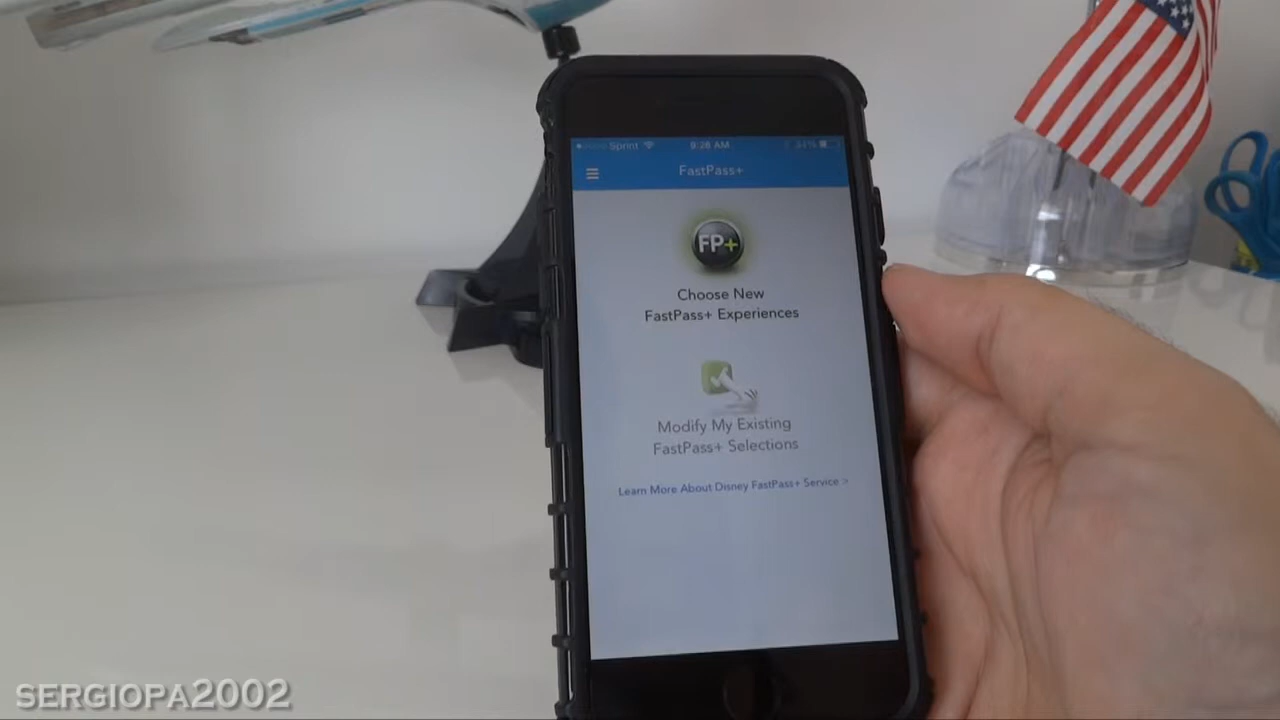 Sprint 9:26 AM
FastPass+
FP+
Choose New
FastPass+ Experiences
Modify My Existing
FastPass+ Selections
Learn More About Disney FastPass+ Service >
SERGIOPA2002